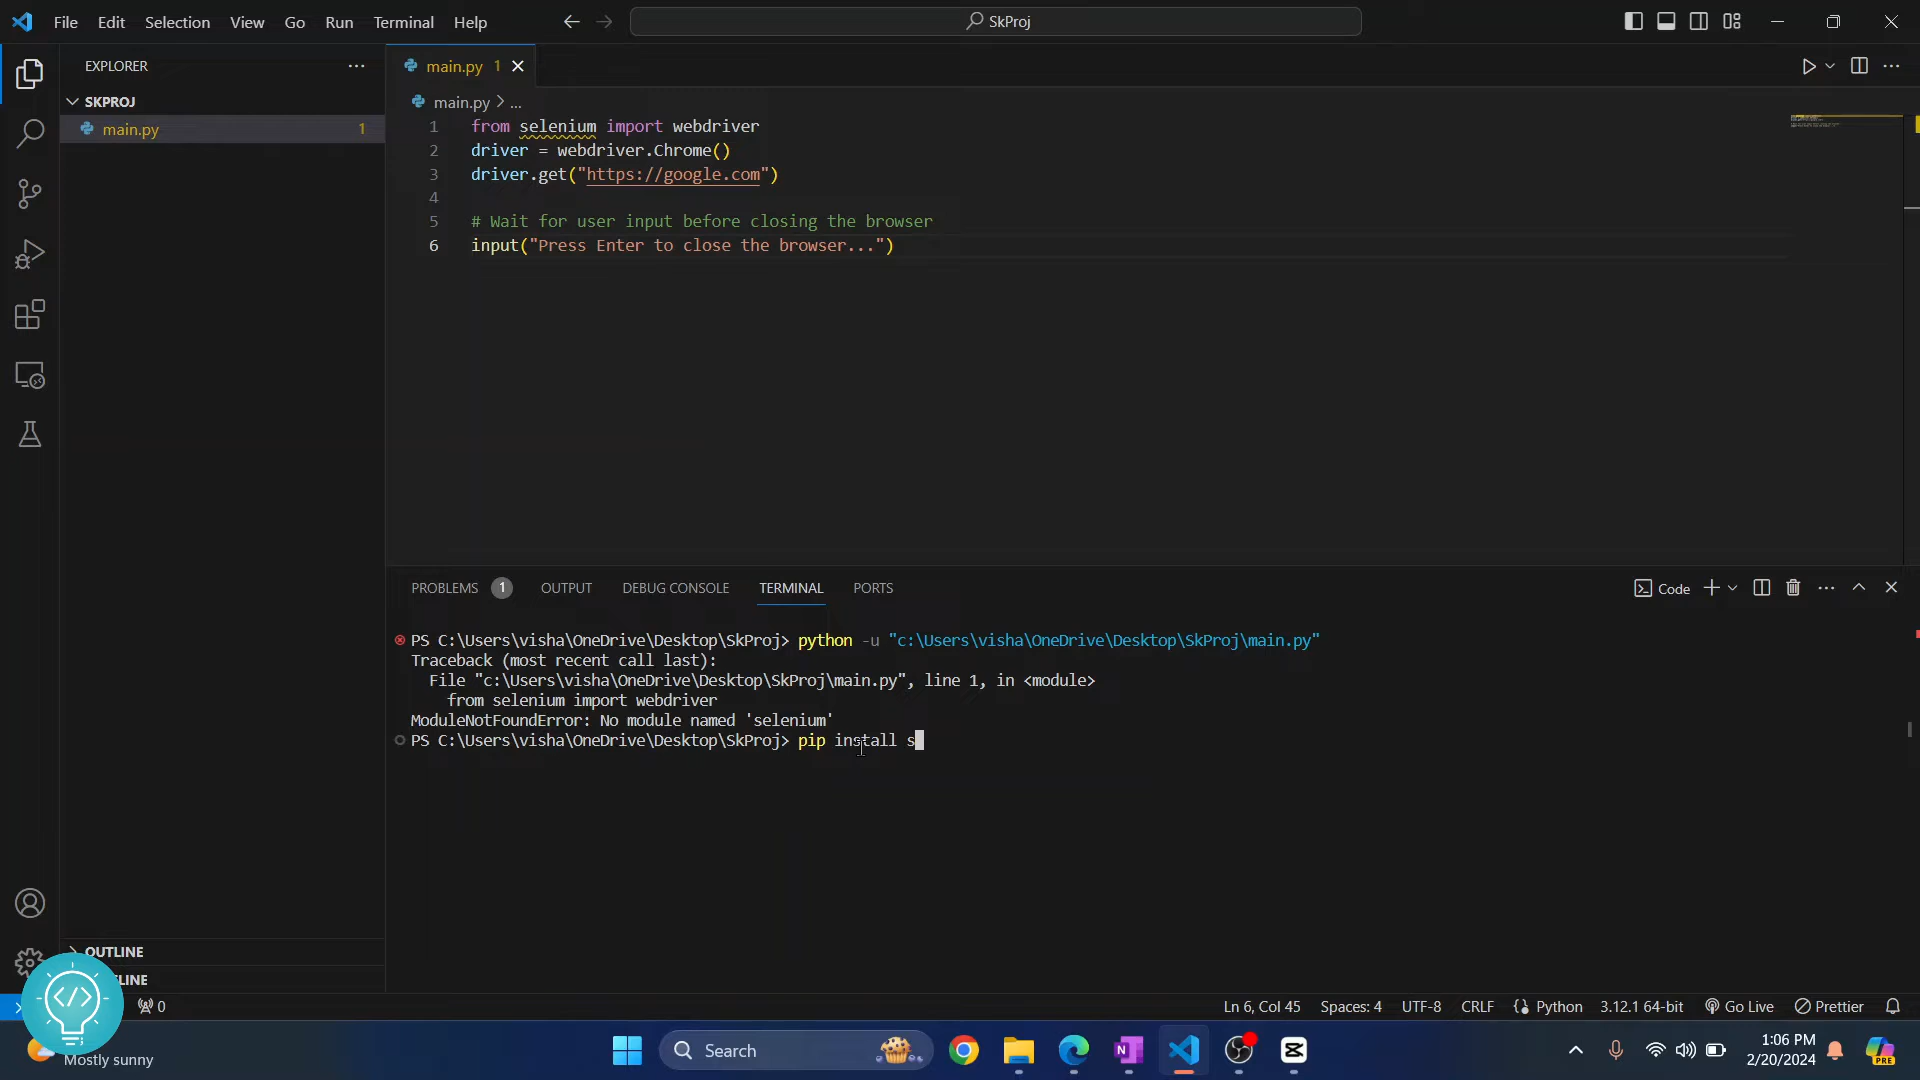 File Edit Selection View Go Run Terminal Help
SkProj
EXPLORER
main.py 1
SKPROJ
main.py 1
main.py > ...
1 from selenium import webdriver
2 driver = webdriver.Chrome()
3 driver.get("https://google.com")
4
5 # Wait for user input before closing the browser
6 input("Press Enter to close the browser...")
PROBLEMS 1 OUTPUT DEBUG CONSOLE TERMINAL PORTS
Code
PS C:\Users\visha\OneDrive\Desktop\SkProj> python -u "c:\Users\visha\OneDrive\Desktop\SkProj\main.py"
Traceback (most recent call last):
File "c:\Users\visha\OneDrive\Desktop\SkProj\main.py", line 1, in <module>
from selenium import webdriver
ModuleNotFoundError: No module named 'selenium'
PS C:\Users\visha\OneDrive\Desktop\SkProj> pip install s
OUTLINE
LINE
0
Ln 6, Col 45 Spaces: 4 UTF-8 CRLF Python 3.12.1 64-bit Go Live Prettier
Mostly sunny
Search
1:06 PM
2/20/2024
PRE